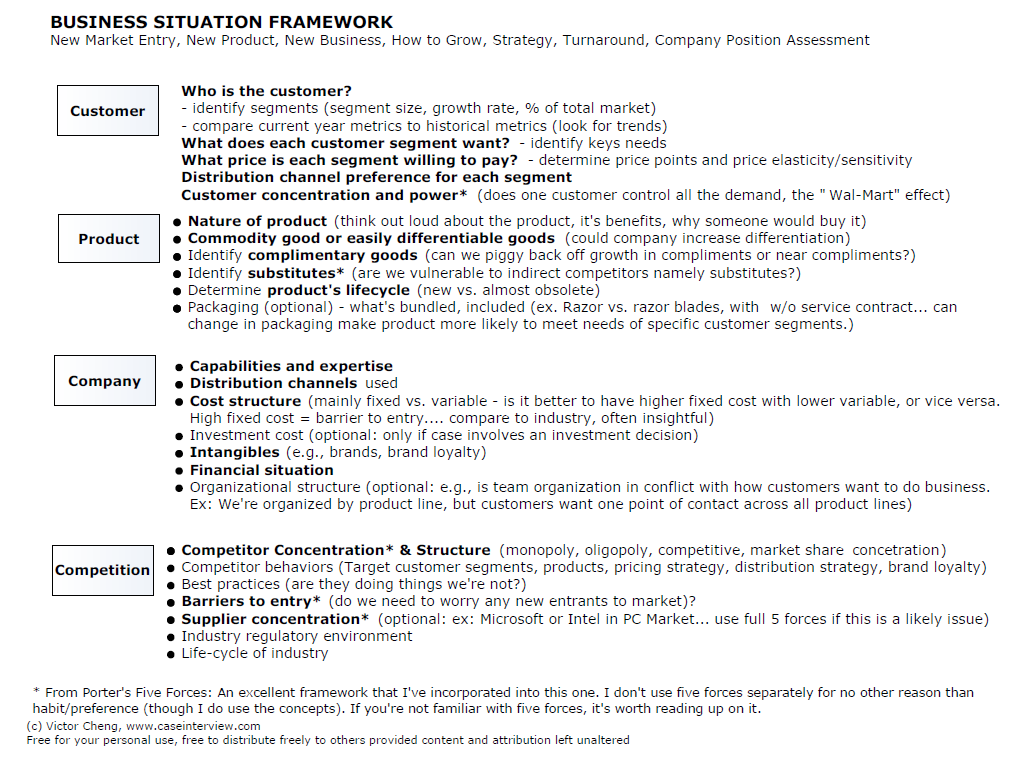 BUSINESS SITUATION FRAMEWORK
New Market Entry, New Product, New Business, How to Grow, Strategy, Turnaround, Company Position Assessment
Customer
Who is the customer?
- identify segments (segment size, growth rate, % of total market)
- compare current year metrics to historical metrics (look for trends)
What does each customer segment want? - identify keys needs
What price is each segment willing to pay? - determine price points and price elasticity/sensitivity
Distribution channel preference for each segment
Customer concentration and power* (does one customer control all the demand, the " Wal-Mart" effect)
Product
● Nature of product (think out loud about the product, it's benefits, why someone would buy it)
● Commodity good or easily differentiable goods (could company increase differentiation)
● Identify complimentary goods (can we piggy back off growth in compliments or near compliments?)
● Identify substitutes* (are we vulnerable to indirect competitors namely substitutes?)
● Determine product's lifecycle (new vs. almost obsolete)
● Packaging (optional) - what's bundled, included (ex. Razor vs. razor blades, with w/o service contract... can
change in packaging make product more likely to meet needs of specific customer segments.)
Company
● Capabilities and expertise
● Distribution channels used
● Cost structure (mainly fixed vs. variable - is it better to have higher fixed cost with lower variable, or vice versa.
High fixed cost = barrier to entry.... compare to industry, often insightful)
● Investment cost (optional: only if case involves an investment decision)
● Intangibles (e.g., brands, brand loyalty)
● Financial situation
● Organizational structure (optional: e.g., is team organization in conflict with how customers want to do business.
Ex: We're organized by product line, but customers want one point of contact across all product lines)
Competition
● Competitor Concentration* & Structure (monopoly, oligopoly, competitive, market share concetration)
● Competitor behaviors (Target customer segments, products, pricing strategy, distribution strategy, brand loyalty)
● Best practices (are they doing things we're not?)
● Barriers to entry* (do we need to worry any new entrants to market)?
● Supplier concentration* (optional: ex: Microsoft or Intel in PC Market... use full 5 forces if this is a likely issue)
● Industry regulatory environment
● Life-cycle of industry
* From Porter's Five Forces: An excellent framework that I've incorporated into this one. I don't use five forces separately for no other reason than
habit/preference (though I do use the concepts). If you're not familiar with five forces, it's worth reading up on it.
(c) Victor Cheng, www.caseinterview.com
Free for your personal use, free to distribute freely to others provided content and attribution left unaltered